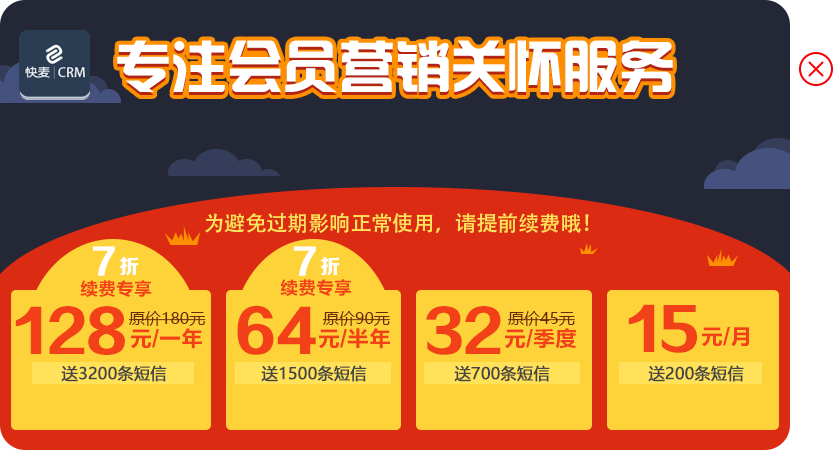 快麦 | CRM
专注会员营销关怀服务
为避免过期影响正常使用，请提前续费哦！
7折
续费专享
128
原价180元
元/一年
送3200条短信
7折
续费专享
64
原价90元
元/半年
送1500条短信
32
原价45元
元/季度
送700条短信
15元/月
送200条短信